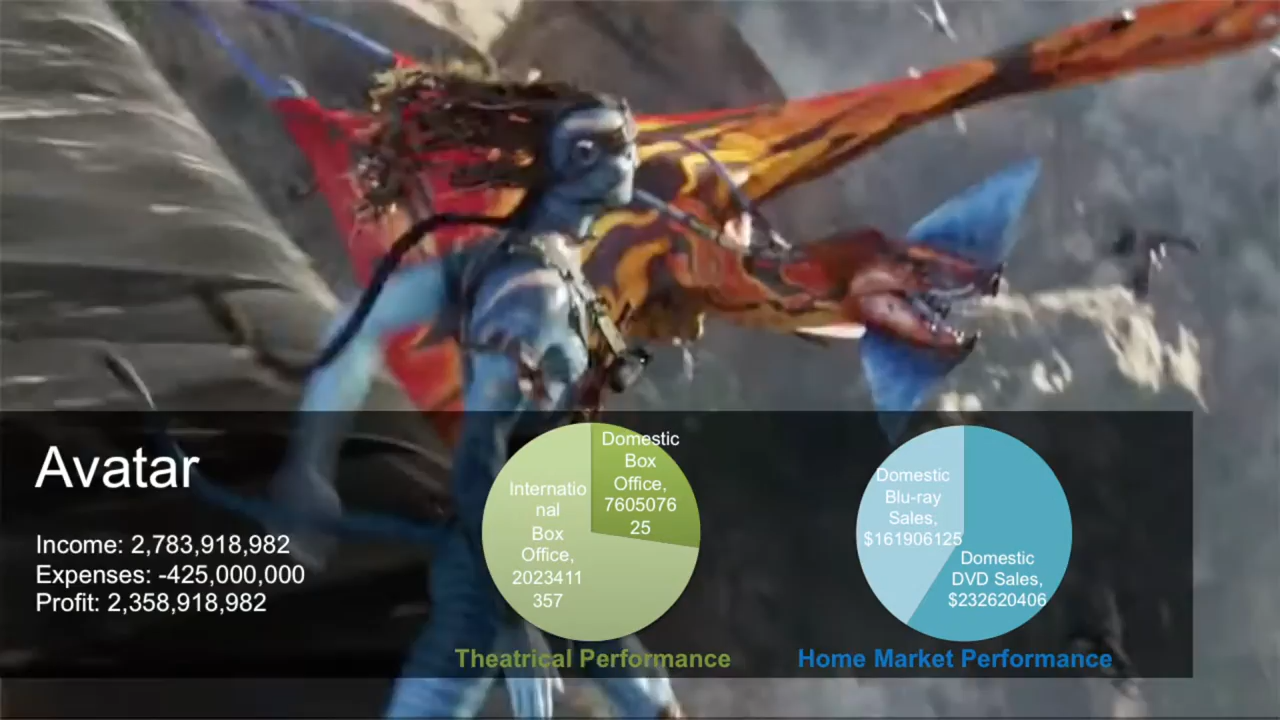 Avatar
Income: 2,783,918,982
Expenses: -425,000,000
Profit: 2,358,918,982
Domestic
Box
Office,
7605076
25
Internatio
nal
Box
Office,
2023411
357
Theatrical Performance
Domestic
Blu-ray
Sales,
$161906125
Domestic
DVD Sales,
$232620406
Home Market Performance